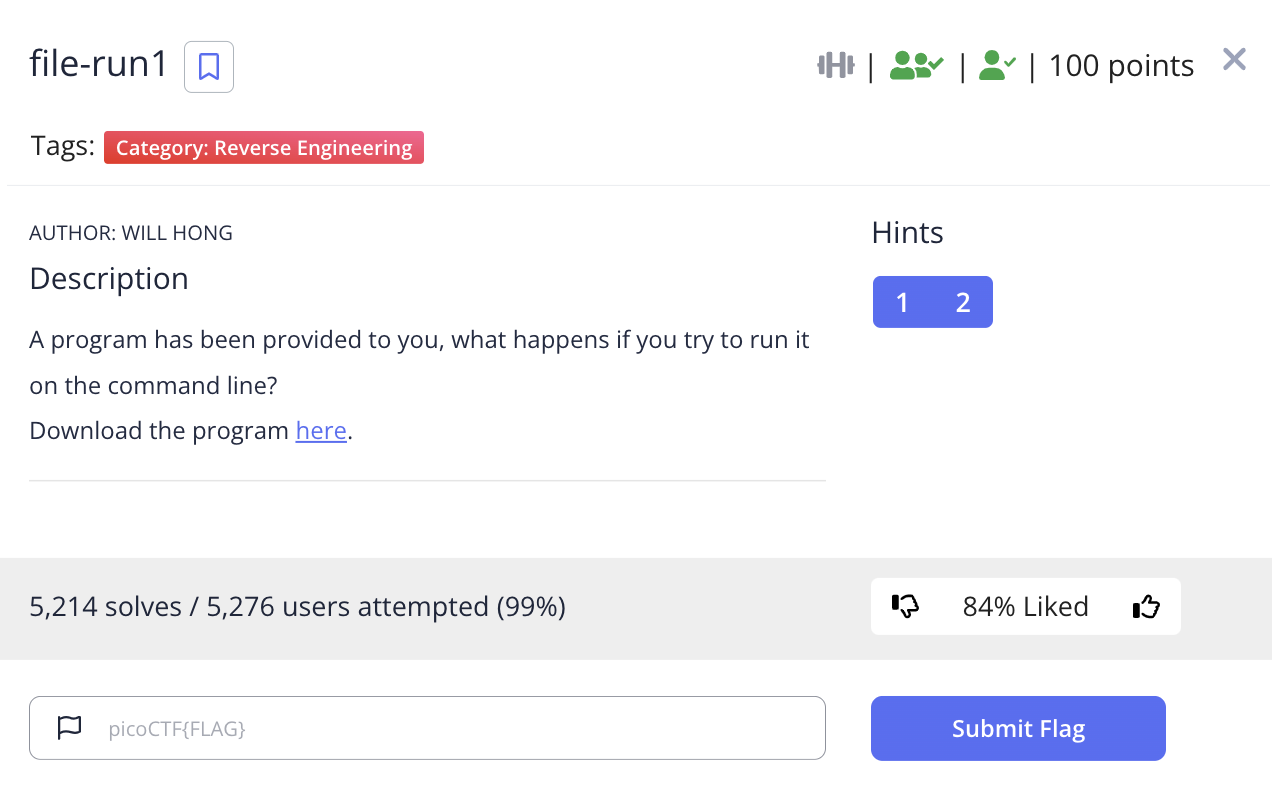 file-run1
| | | 100 points
Tags: Category: Reverse Engineering
AUTHOR: WILL HONG
Description
A program has been provided to you, what happens if you try to run it
on the command line?
Download the program here.
Hints
1 2
5,214 solves / 5,276 users attempted (99%)
84% Liked
picoCTF{FLAG}
Submit Flag